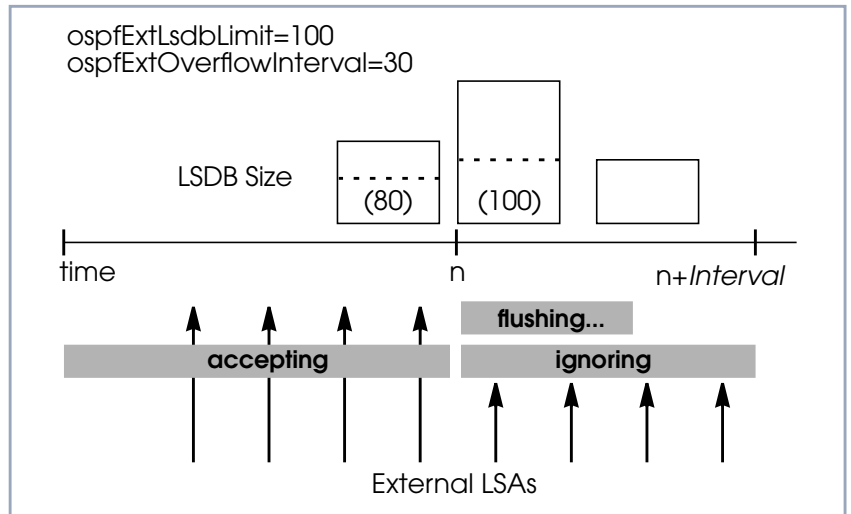 ospfExtLsdbLimit=100
ospfExtOverflowInterval=30
LSDB Size
(80)
(100)
time
n
n+Interval
flushing...
accepting
ignoring
External LSAs